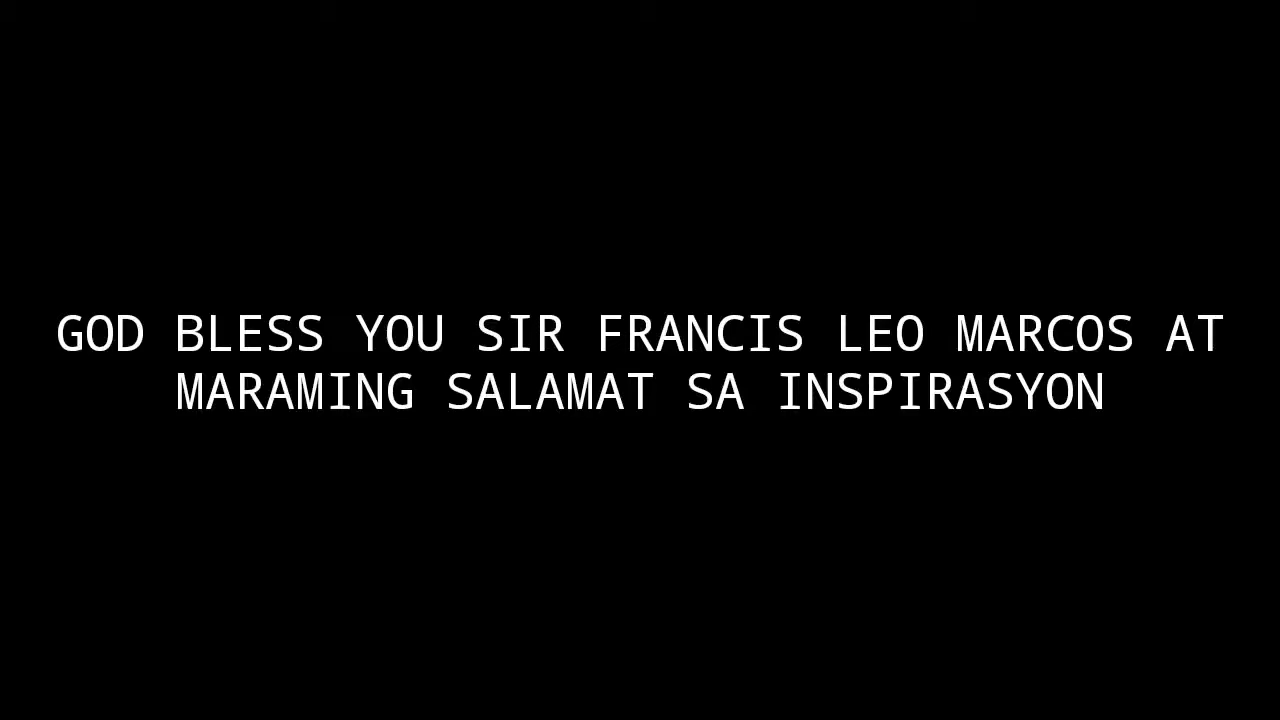 GOD BLESS YOU SIR FRANCIS LEO MARCOS AT
MARAMING SALAMAT SA INSPIRASYON